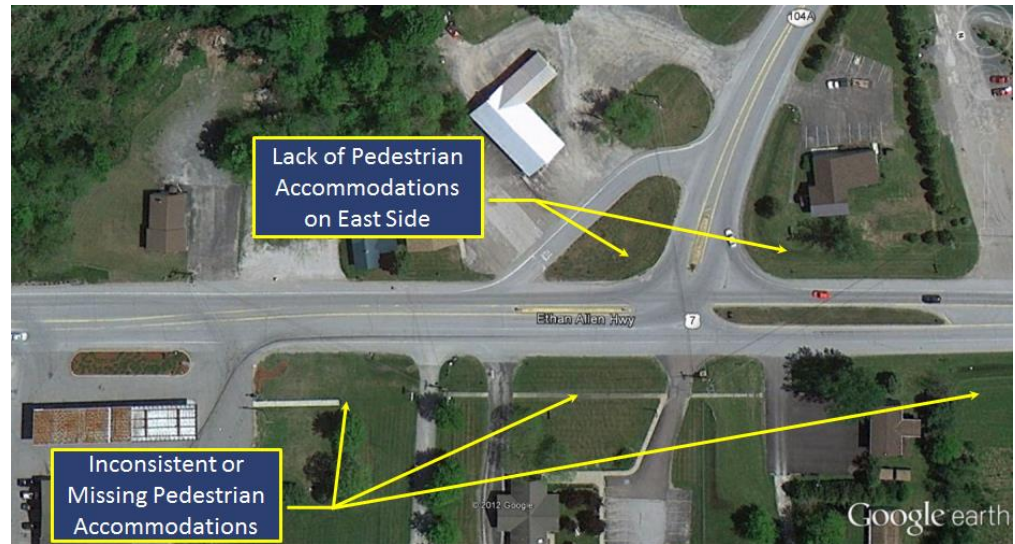 104A
Lack of Pedestrian
Accommodations
on East Side
Ethan Allen Hwy
7
Inconsistent or
Missing Pedestrian
Accommodations
© 2012 Google
Google earth